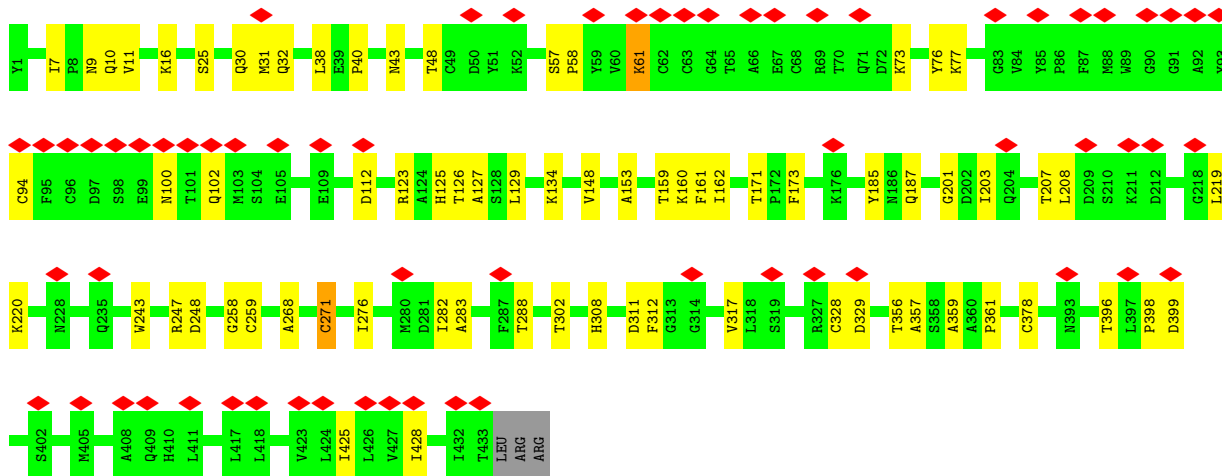 Y1 I7 P8 N9 Q10 V11 K16 S25 Q30 M31 Q32 L38 E39 P40 N43 T48 C49 D50 Y51 K52 S57 P58 Y59 V60 K61 C62 C63 G64 T65 A66 E67 C68 R69 T70 Q71 D72 K73 Y76 K77 G83 V84 Y85 P86 F87 M88 W89 G90 G91 A92
C94 F95 C96 D97 S98 E99 N100 T101 Q102 M103 S104 E105 E109 D112 R123 A124 H125 T126 A127 S128 L129 K134 V148 A153 T159 K160 F161 I162 T171 P172 F173 K176 Y185 N186 Q187 G201 D202 I203 Q204 T207 L208 D209 S210 K211 D212 G218 L219
K220 N228 Q235 W243 R247 D248 G258 C259 A268 C271 I276 M280 D281 I282 A283 F287 T288 T302 H308 D311 F312 G313 G314 V317 L318 S319 R327 C328 D329 T356 A357 S358 A359 A360 P361 C378 N393 T396 L397 P398 D399
S402 M405 A408 Q409 H410 L411 L417 L418 V423 L424 I425 L426 V427 I428 I432 T433 LEU ARG ARG